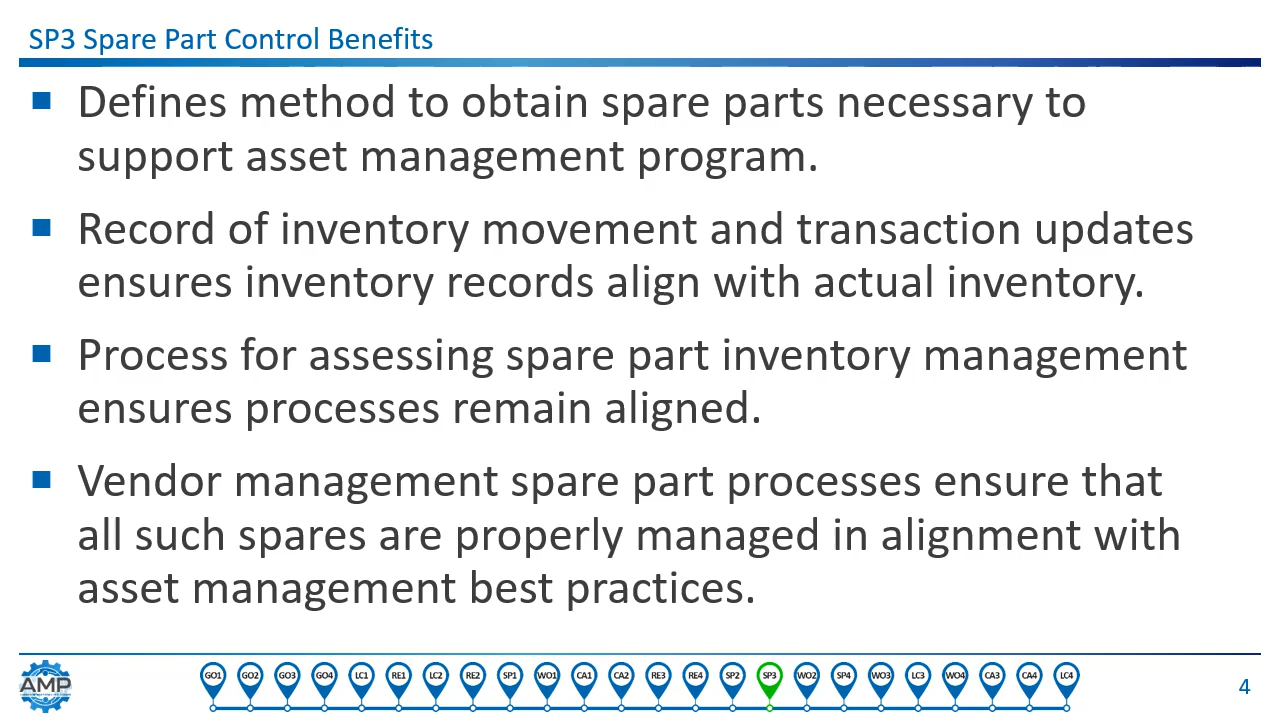 SP3 Spare Part Control Benefits
Defines method to obtain spare parts necessary to
support asset management program.
Record of inventory movement and transaction updates
ensures inventory records align with actual inventory.
Process for assessing spare part inventory management
ensures processes remain aligned.
Vendor management spare part processes ensure that
all such spares are properly managed in alignment with
asset management best practices.
AMP
GO1 GO2 GO3 GO4 LC1 RE1 LC2 RE2 SP1 WO1 CA1 CA2 RE3 RE4 SP2 SP3 WO2 SP4 WO3 LC3 WO4 CA3 CA4 LC4
4